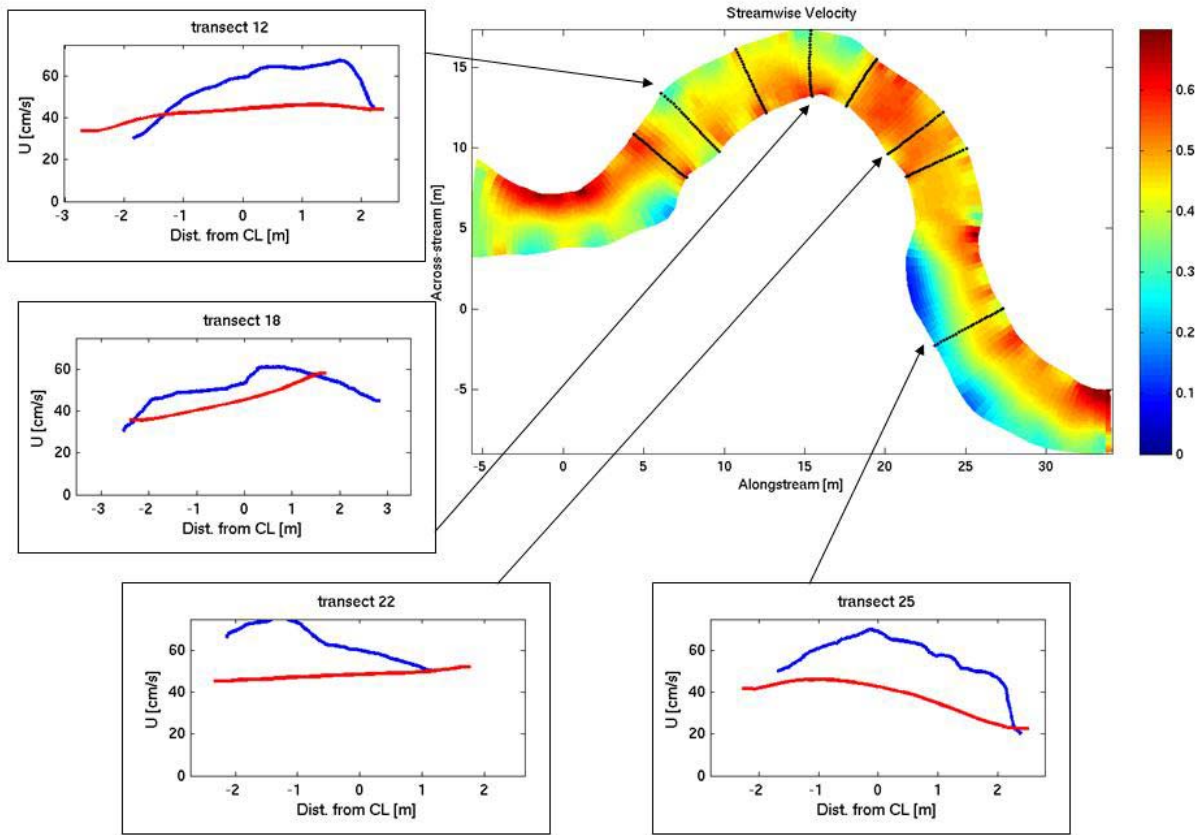 transect 12
60
40
20
0
U [cm/s]
-3 -2 -1 0 1 2
Dist. from CL [m]
Streamwise Velocity
15
10
5
0
-5
Across-stream [m]
-5 0 5 10 15 20 25 30
Alongstream [m]
0.6
0.5
0.4
0.3
0.2
0.1
0
transect 18
60
40
20
0
U [cm/s]
-3 -2 -1 0 1 2 3
Dist. from CL [m]
transect 22
60
40
20
0
U [cm/s]
-2 -1 0 1 2
Dist. from CL [m]
transect 25
60
40
20
0
U [cm/s]
-2 -1 0 1 2
Dist. from CL [m]